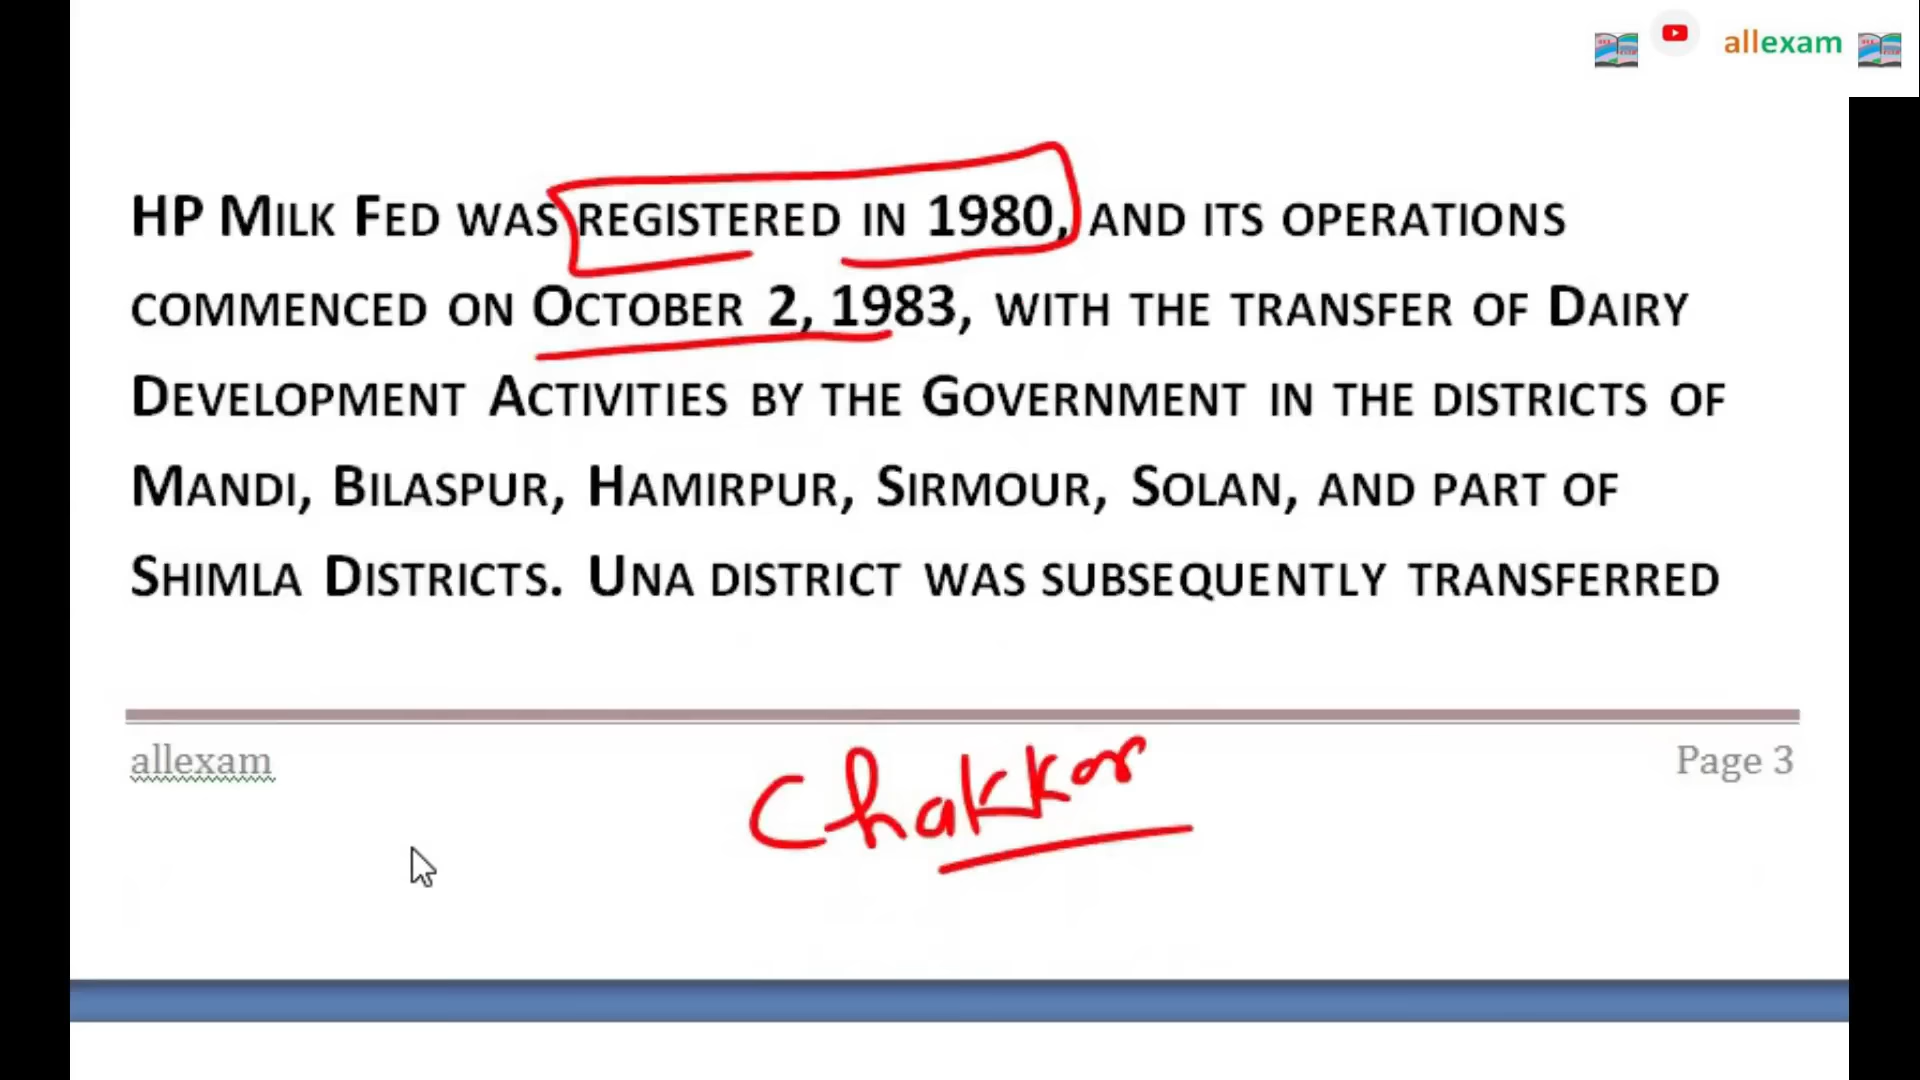 allexam
HP MILK FED WAS REGISTERED IN 1980, AND ITS OPERATIONS
COMMENCED ON OCTOBER 2, 1983, WITH THE TRANSFER OF DAIRY
DEVELOPMENT ACTIVITIES BY THE GOVERNMENT IN THE DISTRICTS OF
MANDI, BILASPUR, HAMIRPUR, SIRMOUR, SOLAN, AND PART OF
SHIMLA DISTRICTS. UNA DISTRICT WAS SUBSEQUENTLY TRANSFERRED
allexam
Page 3
Chakkar